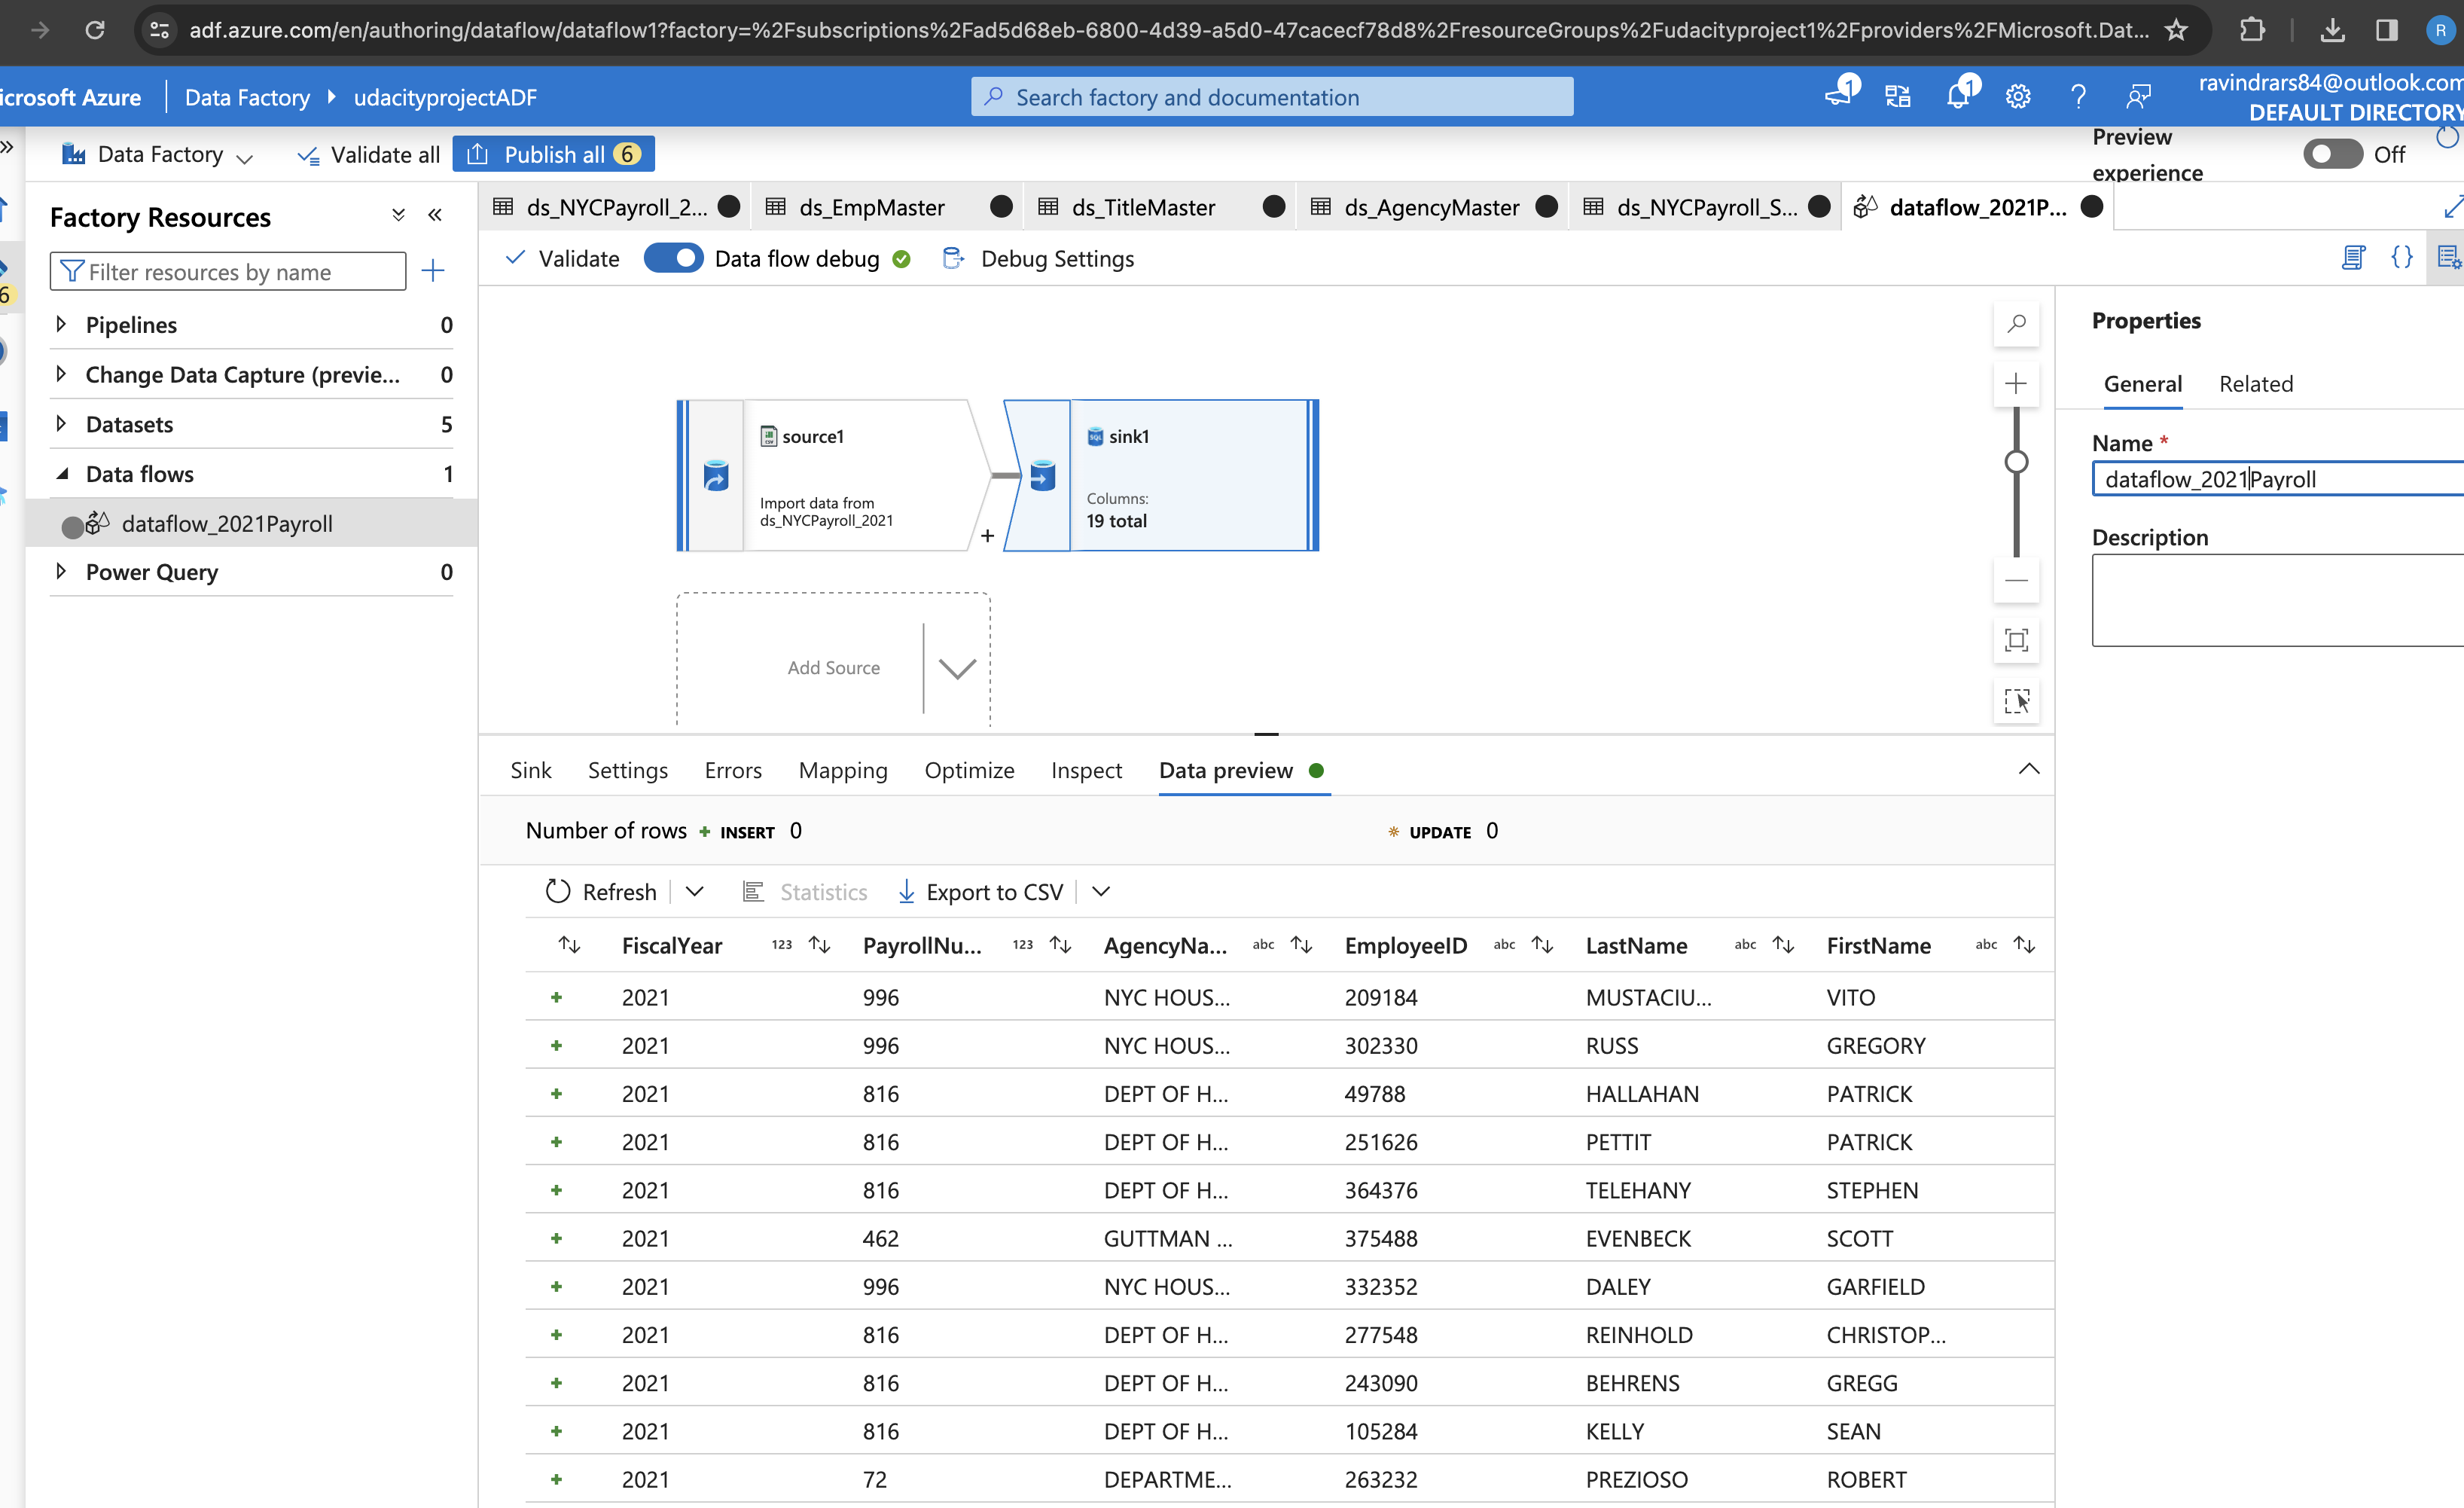 adf.azure.com/en/authoring/dataflow/dataflow1?factory=%2Fsubscriptions%2Fad5d68eb-6800-4d39-a5d0-47cacecf78d8%2FresourceGroups%2Fudacityproject1%2Fproviders%2FMicrosoft.Dat...
R
icrosoft Azure
Data Factory
udacityprojectADF
Search factory and documentation
1
1
ravindrars84@outlook.com
DEFAULT DIRECTORY
Data Factory
Validate all
Publish all 6
Preview experience
Off
Factory Resources
Filter resources by name
6
Pipelines 0
Change Data Capture (previe... 0
Datasets 5
Data flows 1
dataflow_2021Payroll
Power Query 0
ds_NYCPayroll_2...
ds_EmpMaster
ds_TitleMaster
ds_AgencyMaster
ds_NYCPayroll_S...
dataflow_2021P...
Validate
Data flow debug
Debug Settings
source1
Import data from
ds_NYCPayroll_2021
+
sink1
Columns:
19 total
Add Source
Properties
General Related
Name *
dataflow_2021Payroll
Description
Sink Settings Errors Mapping Optimize Inspect Data preview
Number of rows + INSERT 0 * UPDATE 0
Refresh Statistics Export to CSV
FiscalYear 123 PayrollNu... 123 AgencyNa... abc EmployeeID abc LastName abc FirstName abc
+ 2021 996 NYC HOUS... 209184 MUSTACIU... VITO
+ 2021 996 NYC HOUS... 302330 RUSS GREGORY
+ 2021 816 DEPT OF H... 49788 HALLAHAN PATRICK
+ 2021 816 DEPT OF H... 251626 PETTIT PATRICK
+ 2021 816 DEPT OF H... 364376 TELEHANY STEPHEN
+ 2021 462 GUTTMAN ... 375488 EVENBECK SCOTT
+ 2021 996 NYC HOUS... 332352 DALEY GARFIELD
+ 2021 816 DEPT OF H... 277548 REINHOLD CHRISTOP...
+ 2021 816 DEPT OF H... 243090 BEHRENS GREGG
+ 2021 816 DEPT OF H... 105284 KELLY SEAN
+ 2021 72 DEPARTME... 263232 PREZIOSO ROBERT